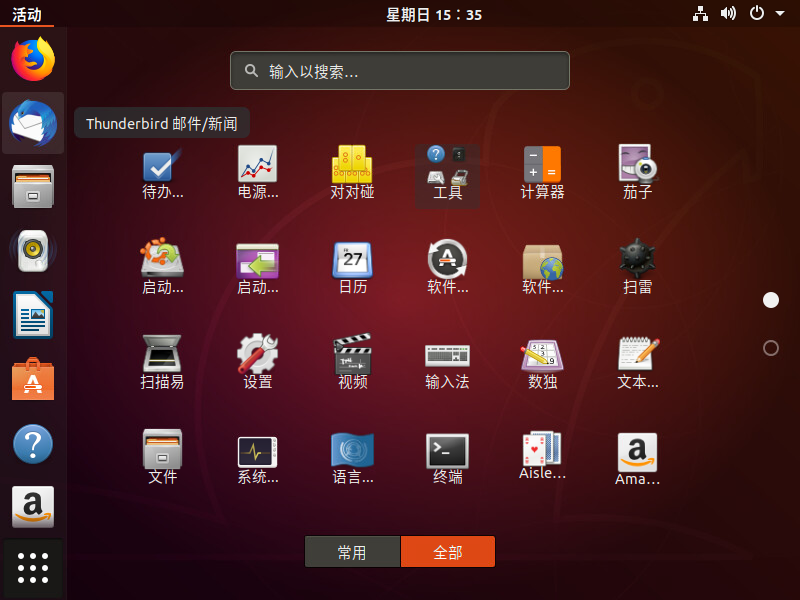 活动
星期日 15：35
输入以搜索...
Thunderbird 邮件/新闻
待办...
电源...
对对碰
工具
计算器
茄子
启动...
启动...
27
日历
软件...
软件...
扫雷
扫描易
设置
视频
输入法
数独
文本...
文件
系统...
语言...
终端
Aisle...
Ama...
常用
全部